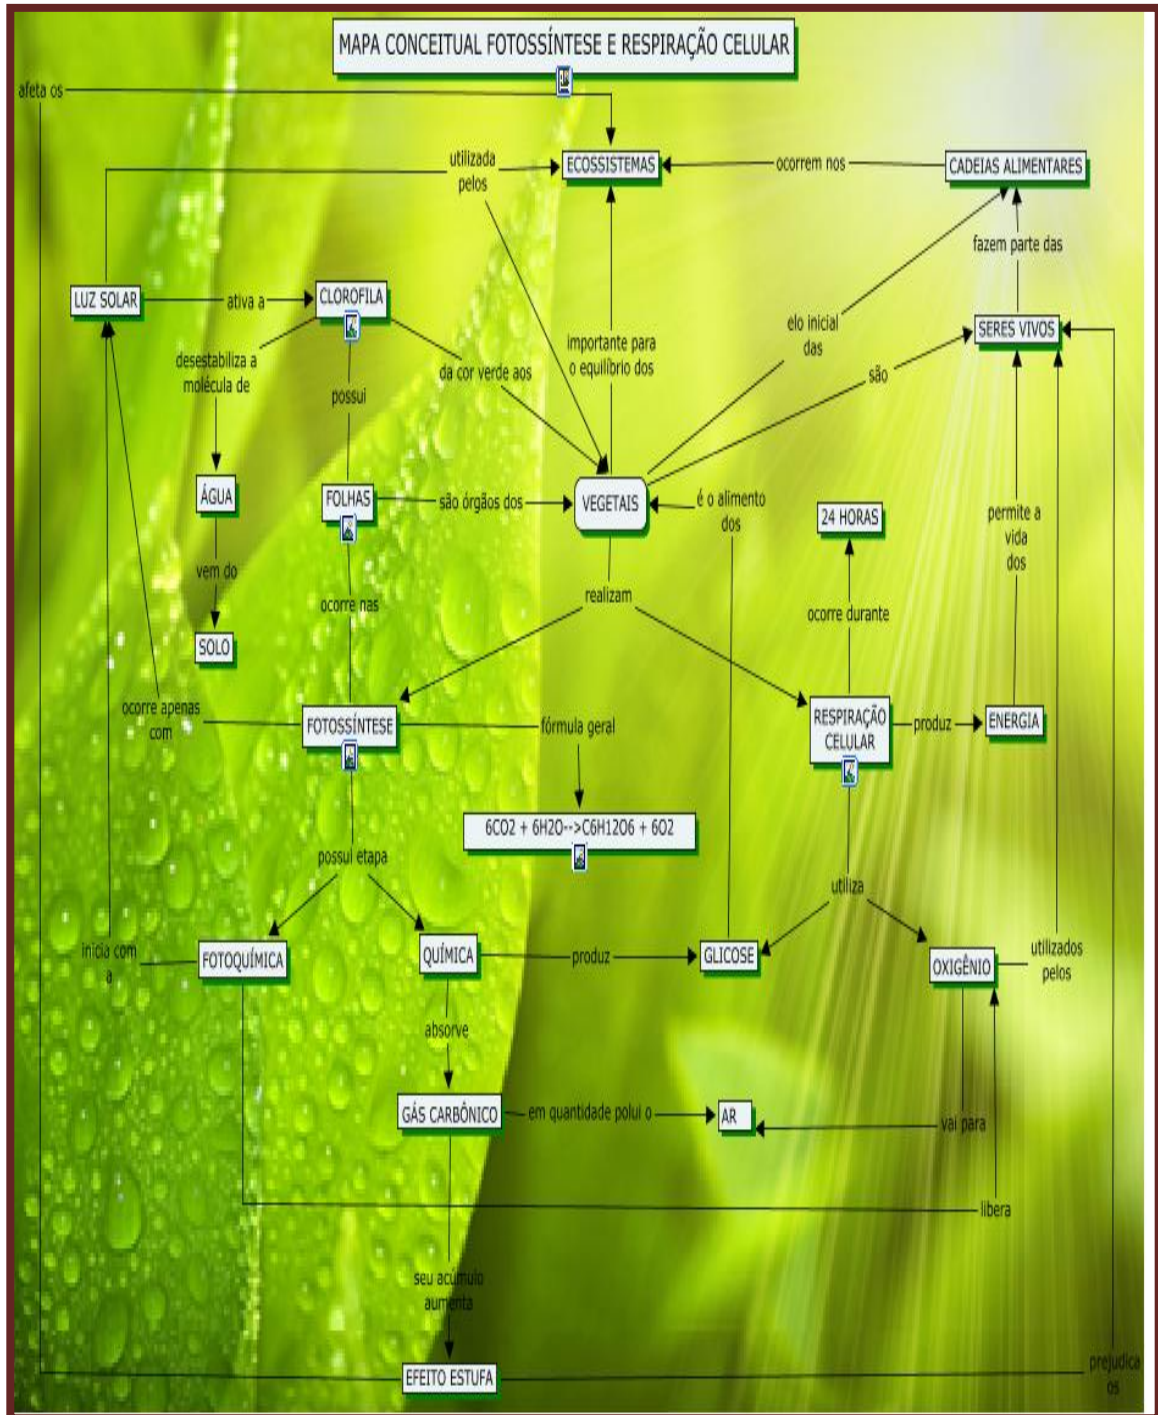 MAPA CONCEITUAL FOTOSSÍNTESE E RESPIRAÇÃO CELULAR
afeta os
utilizada
pelos
ECOSSISTEMAS
ocorrem nos
CADEIAS ALIMENTARES
fazem parte das
LUZ SOLAR
ativa a
CLOROFILA
elo inicial
das
SERES VIVOS
desestabiliza a
molécula de
possui
da cor verde aos
importante para
o equilíbrio dos
são
ÁGUA
FOLHAS
são órgãos dos
VEGETAIS
é o alimento
dos
24 HORAS
permite a
vida
dos
vem do
ocorre nas
realizam
ocorre durante
SOLO
ocorre apenas
com
FOTOSSÍNTESE
fórmula geral
RESPIRAÇÃO
CELULAR
produz
ENERGIA
6CO2 + 6H2O-->C6H12O6 + 6O2
possui etapa
utiliza
inicia com
a
FOTOQUÍMICA
QUÍMICA
produz
GLICOSE
OXIGÊNIO
utilizados
pelos
absorve
GÁS CARBÔNICO
em quantidade polui o
AR
vai para
libera
seu acúmulo
aumenta
EFEITO ESTUFA
prejudica
os